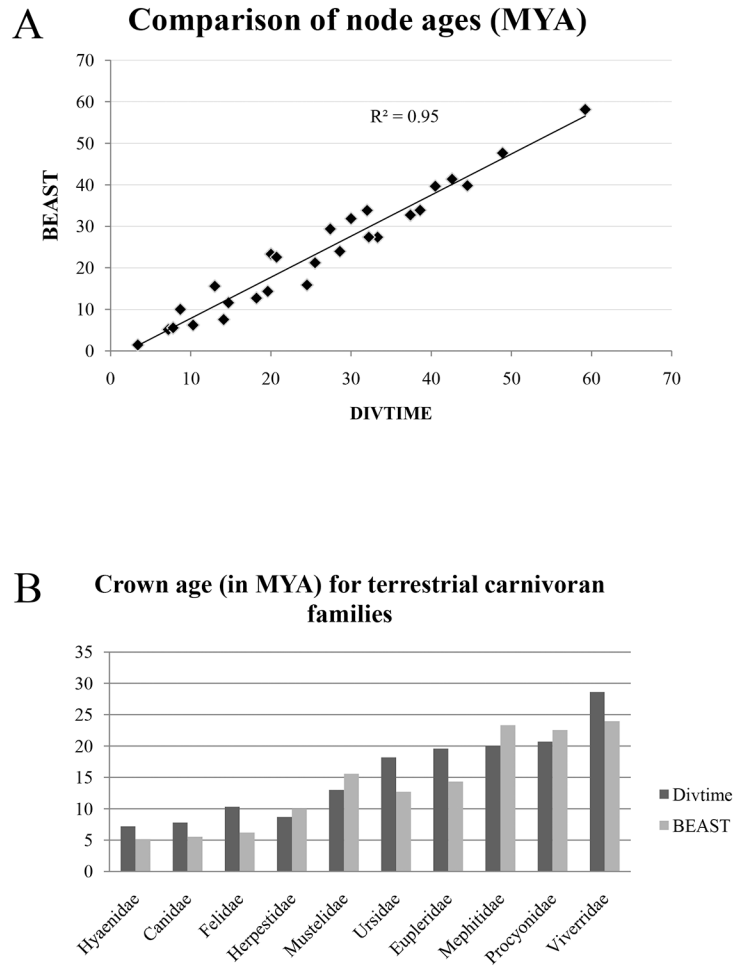 A
Comparison of node ages (MYA)
70
60
50
40
30
20
10
0
R² = 0.95
BEAST
0 10 20 30 40 50 60 70
DIVTIME
B
Crown age (in MYA) for terrestrial carnivoran
families
35
30
25
20
15
10
5
0
Divtime
BEAST
Hyaenidae
Canidae
Felidae
Herpestidae
Mustelidae
Ursidae
Eupleridae
Mephitidae
Procyonidae
Viverridae